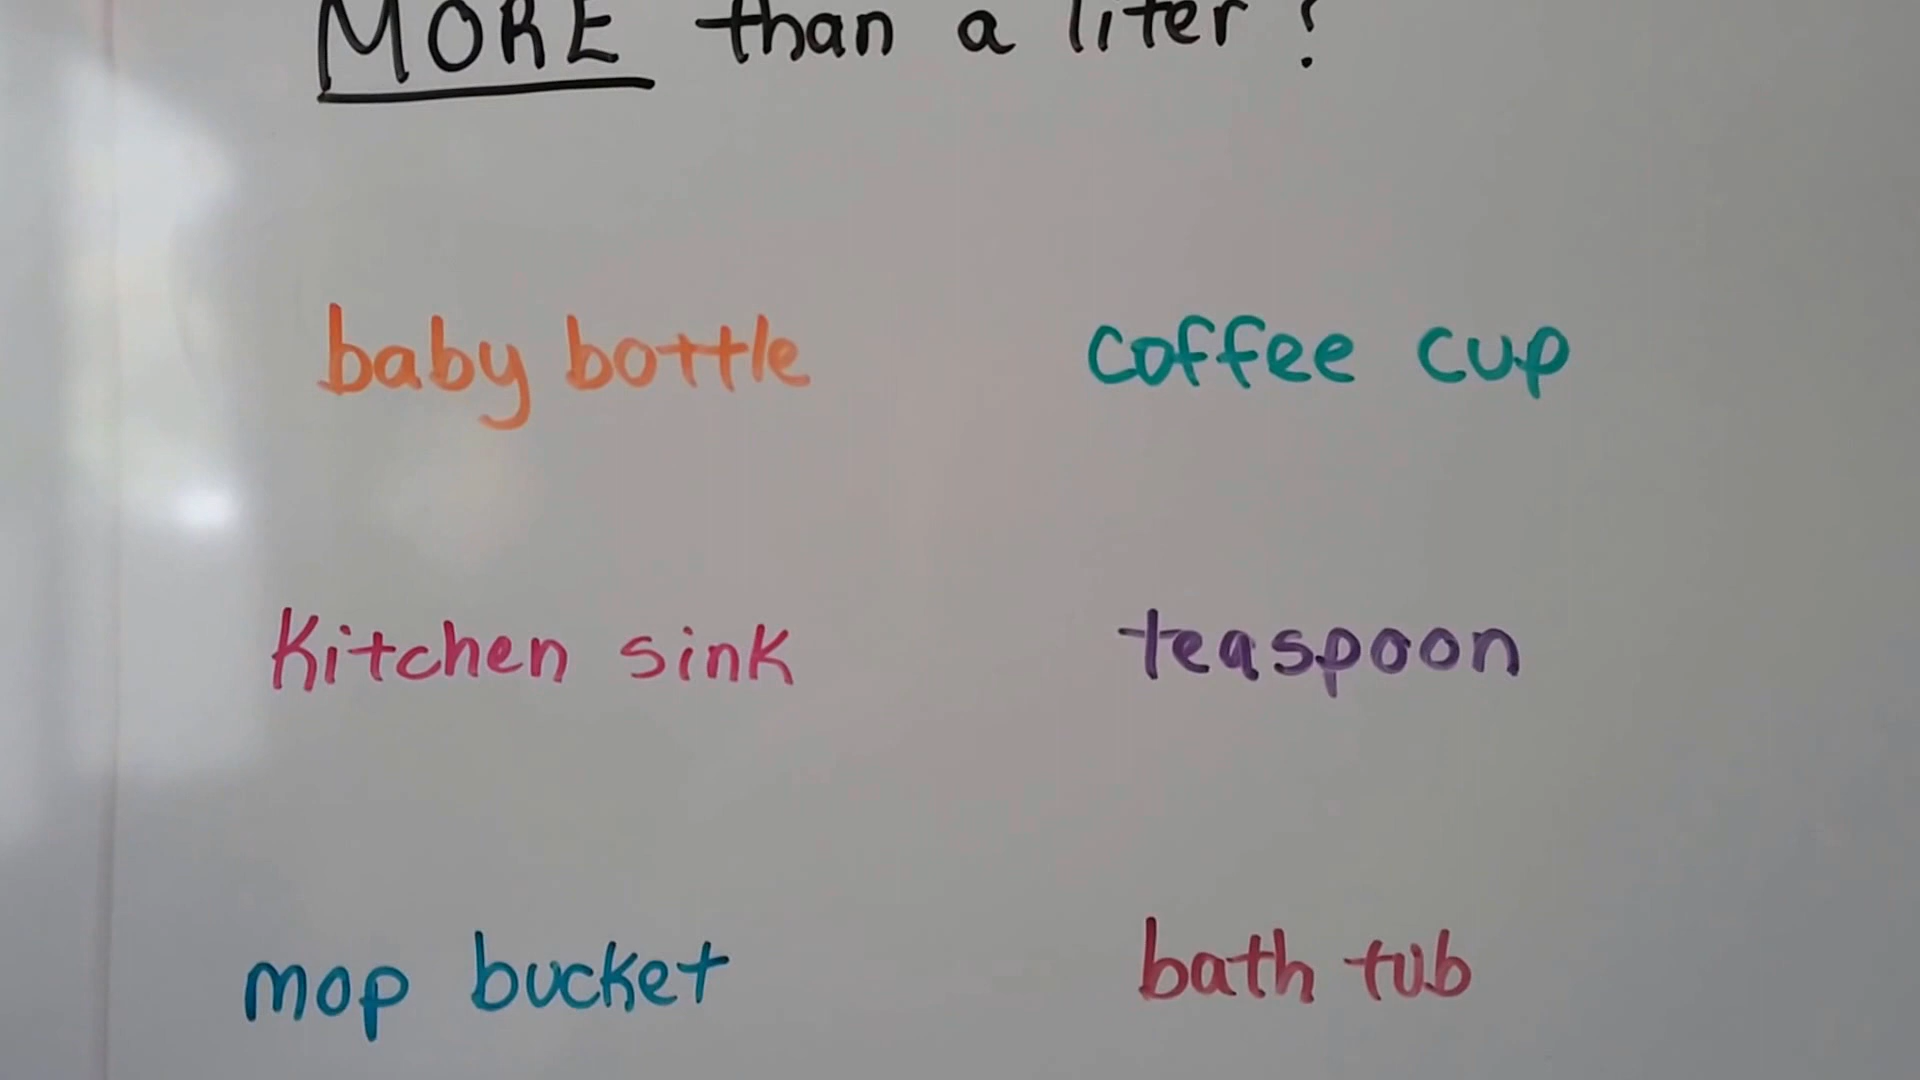 MORE than a liter?
baby bottle coffee cup
Kitchen sink teaspoon
mop bucket bath tub